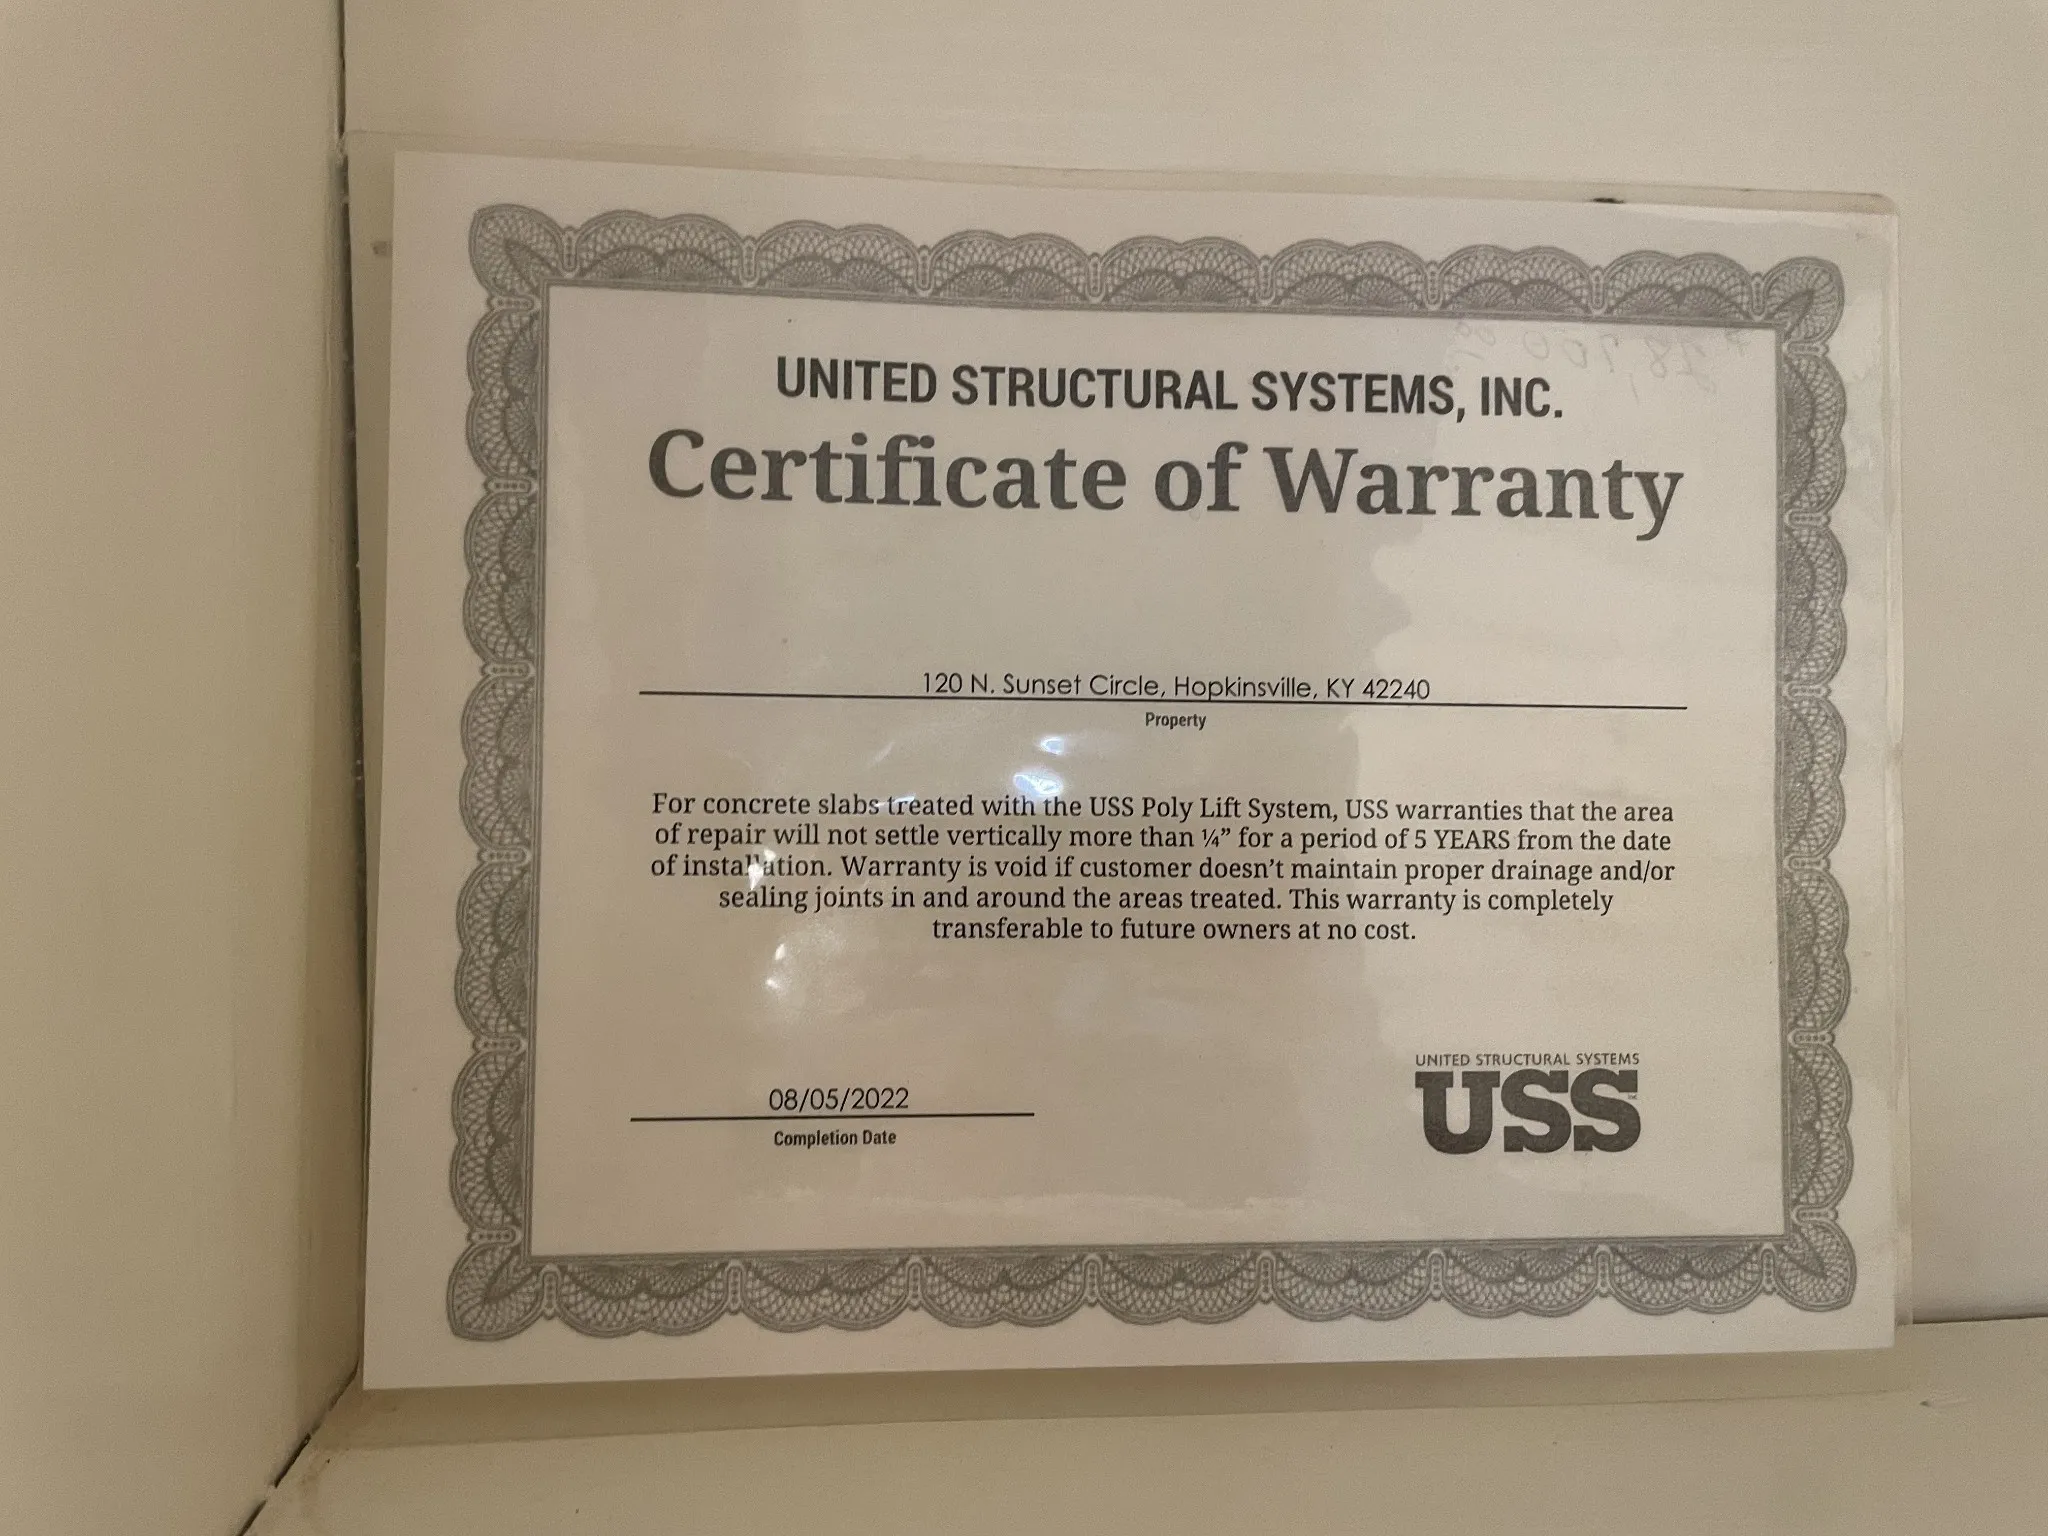 UNITED STRUCTURAL SYSTEMS, INC.
Certificate of Warranty
120 N. Sunset Circle, Hopkinsville, KY 42240
Property
For concrete slabs treated with the USS Poly Lift System, USS warranties that the area
of repair will not settle vertically more than ¼” for a period of 5 YEARS from the date
of installation. Warranty is void if customer doesn’t maintain proper drainage and/or
sealing joints in and around the areas treated. This warranty is completely
transferable to future owners at no cost.
08/05/2022
Completion Date
UNITED STRUCTURAL SYSTEMS
USS